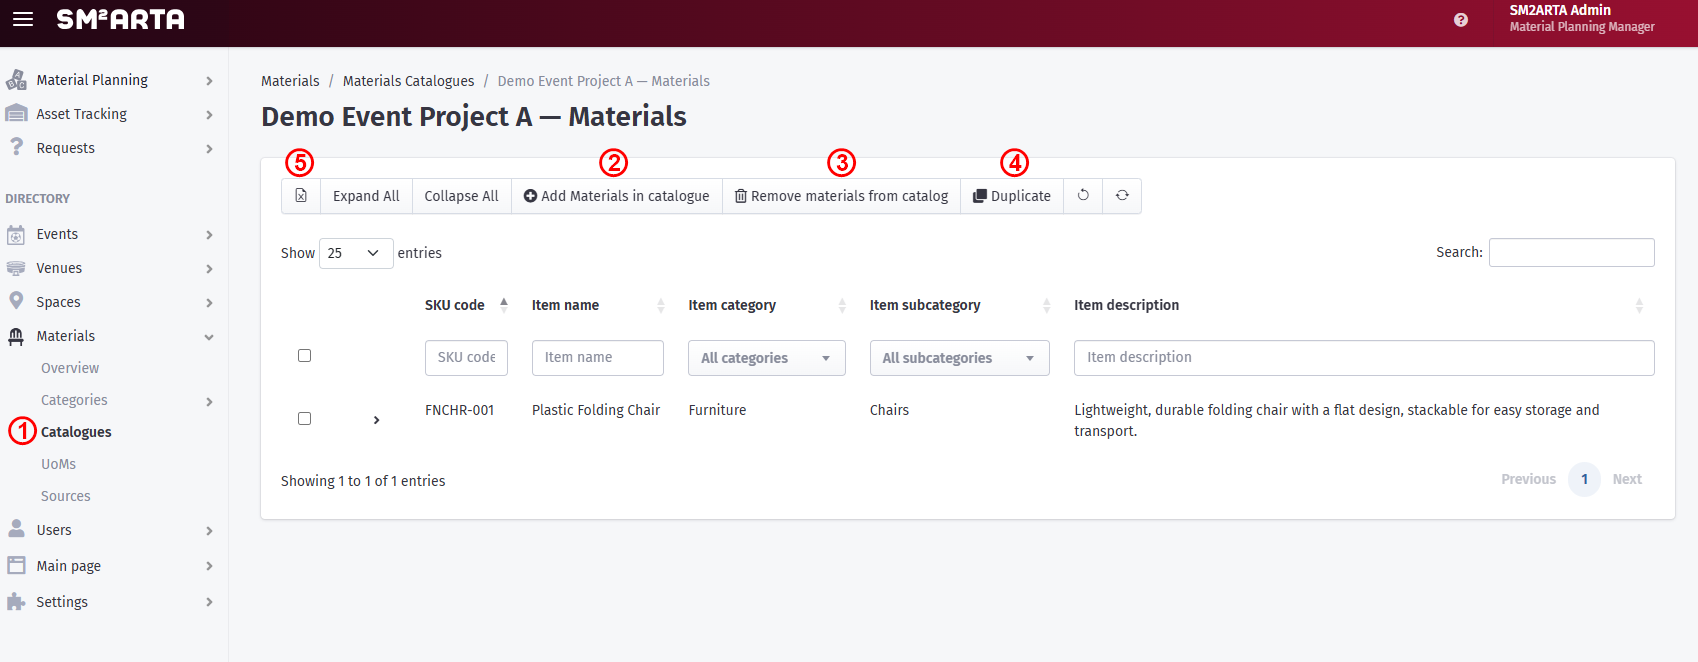 SM2ARTA
SM2ARTA Admin
Material Planning Manager
Material Planning
Asset Tracking
Requests
DIRECTORY
Events
Venues
Spaces
Materials
Overview
Categories
1 Catalogues
UoMs
Sources
Users
Main page
Settings
Materials / Materials Catalogues / Demo Event Project A — Materials
Demo Event Project A — Materials
5 2 3 4
Expand All Collapse All Add Materials in catalogue Remove materials from catalog Duplicate
Show 25 entries Search:
SKU code Item name Item category Item subcategory Item description
SKU code Item name All categories All subcategories Item description
FNCHR-001 Plastic Folding Chair Furniture Chairs Lightweight, durable folding chair with a flat design, stackable for easy storage and
transport.
Showing 1 to 1 of 1 entries Previous 1 Next